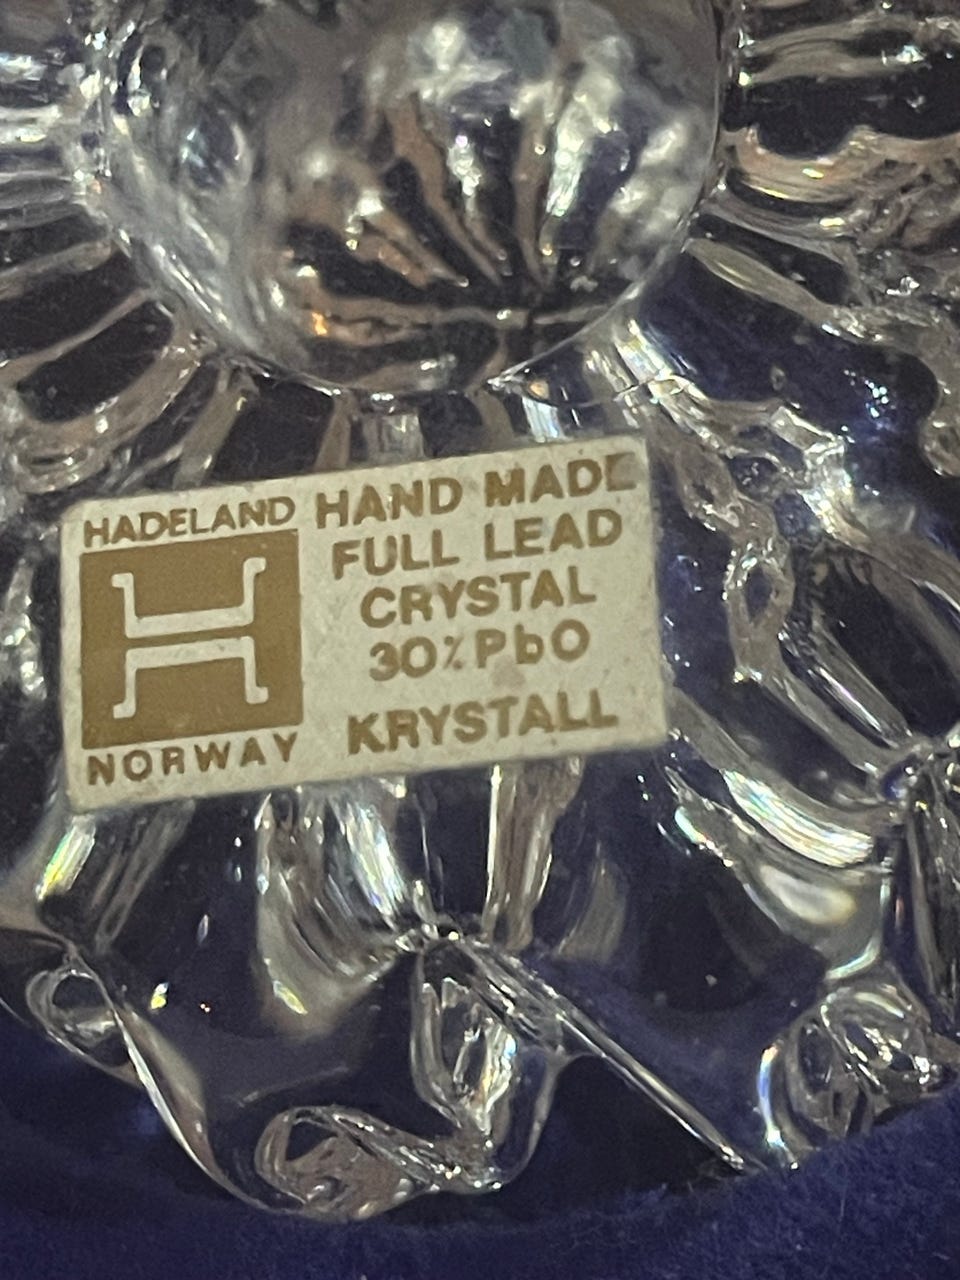 HADELAND
H
NORWAY
HAND MADE
FULL LEAD
CRYSTAL
30% PbO
KRYSTALL